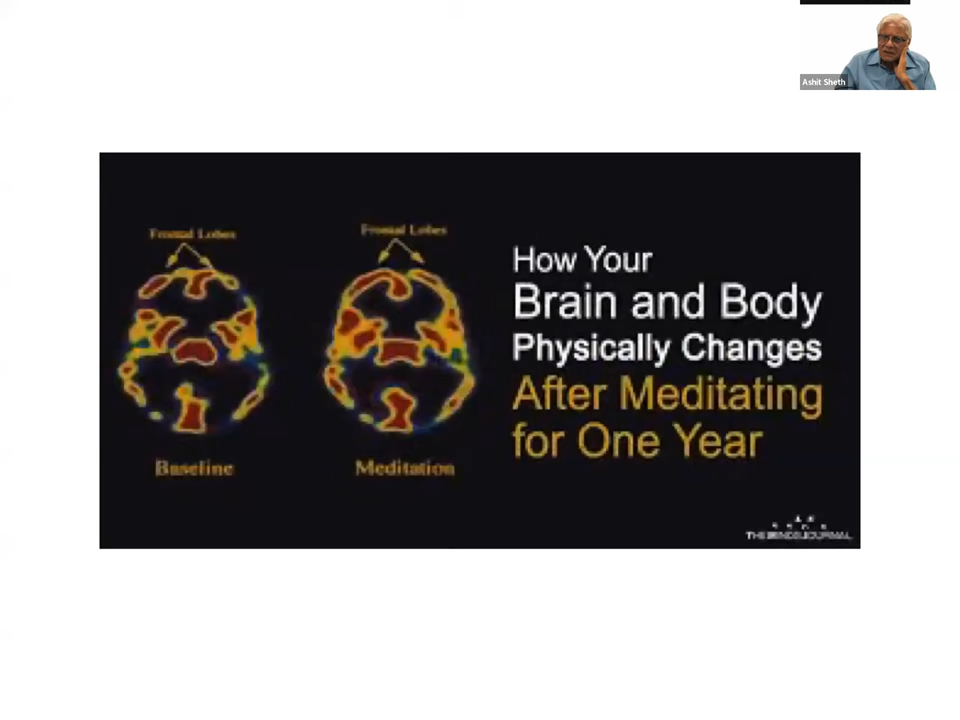 Ashit Sheth
Frontal Lobes
Frontal Lobes
How Your
Brain and Body
Physically Changes
After Meditating
for One Year
Baseline
Meditation
THE MINDS JOURNAL